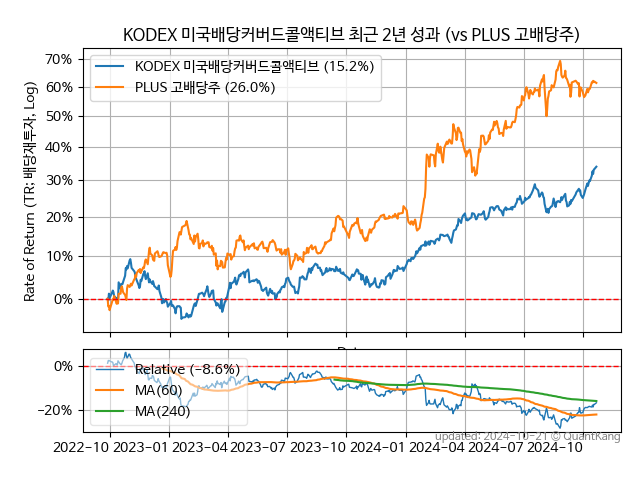 KODEX 미국배당커버드콜액티브 최근 2년 성과 (vs PLUS 고배당주)
70%
60%
50%
40%
30%
20%
10%
0%
Rate of Return (TR: 배당재투자, Log)
KODEX 미국배당커버드콜액티브 (15.2%)
PLUS 고배당주 (26.0%)
0%
−20%
Relative (−8.6%)
MA(60)
MA(240)
2022-10 2023-01 2023-04 2023-07 2023-10 2024-01 2024-04 2024-07 2024-10
updated: 2024-10-21 © QuantKang